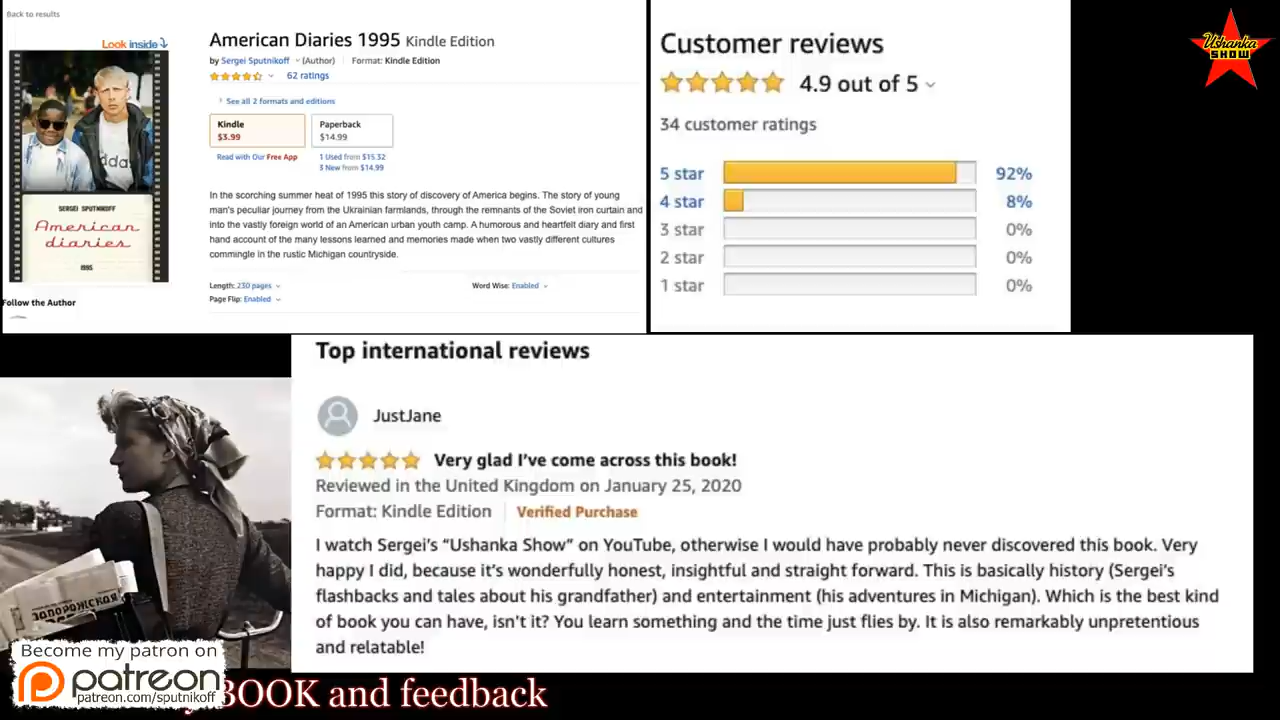 Back to results
Look inside
American Diaries 1995 Kindle Edition
by Sergei Sputnikoff (Author) Format: Kindle Edition
62 ratings
See all 2 formats and editions
Kindle
$3.99
Paperback
$14.99
Read with Our Free App
1 Used from $15.32
3 New from $14.99
In the scorching summer heat of 1995 this story of discovery of America begins. The story of young
man's peculiar journey from the Ukrainian farmlands, through the remnants of the Soviet iron curtain and
into the vastly foreign world of an American urban youth camp. A humorous and heartfelt diary and first
hand account of the many lessons learned and memories made when two vastly different cultures
commingle in the rustic Michigan countryside.
Length: 230 pages
Word Wise: Enabled
Page Flip: Enabled
SERGEI SPUTNIKOFF
American
diaries
1995
Follow the Author
Customer reviews
4.9 out of 5
34 customer ratings
5 star 92%
4 star 8%
3 star 0%
2 star 0%
1 star 0%
Ushanka
SHOW
Top international reviews
JustJane
Very glad I've come across this book!
Reviewed in the United Kingdom on January 25, 2020
Format: Kindle Edition Verified Purchase
I watch Sergei's “Ushanka Show” on YouTube, otherwise I would have probably never discovered this book. Very
happy I did, because it's wonderfully honest, insightful and straight forward. This is basically history (Sergei's
flashbacks and tales about his grandfather) and entertainment (his adventures in Michigan). Which is the best kind
of book you can have, isn't it? You learn something and the time just flies by. It is also remarkably unpretentious
and relatable!
Become my patron on
patreon
patreon.com/sputnikoff
BOOK and feedback